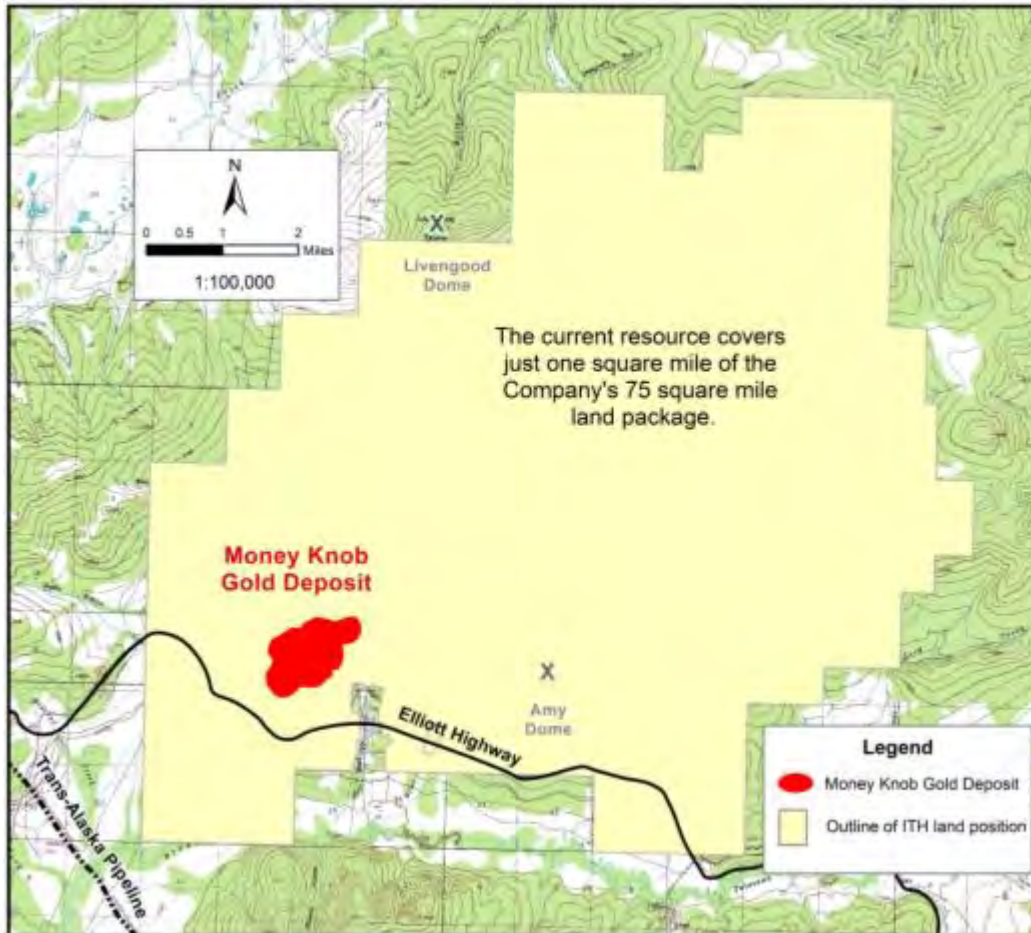 N
0 0.5 1 2
Miles
1:100,000
X
Livengood
Dome
The current resource covers
just one square mile of the
Company's 75 square mile
land package.
Money Knob
Gold Deposit
X
Amy
Dome
Elliott Highway
Trans-Alaska Pipeline
Legend
Money Knob Gold Deposit
Outline of ITH land position